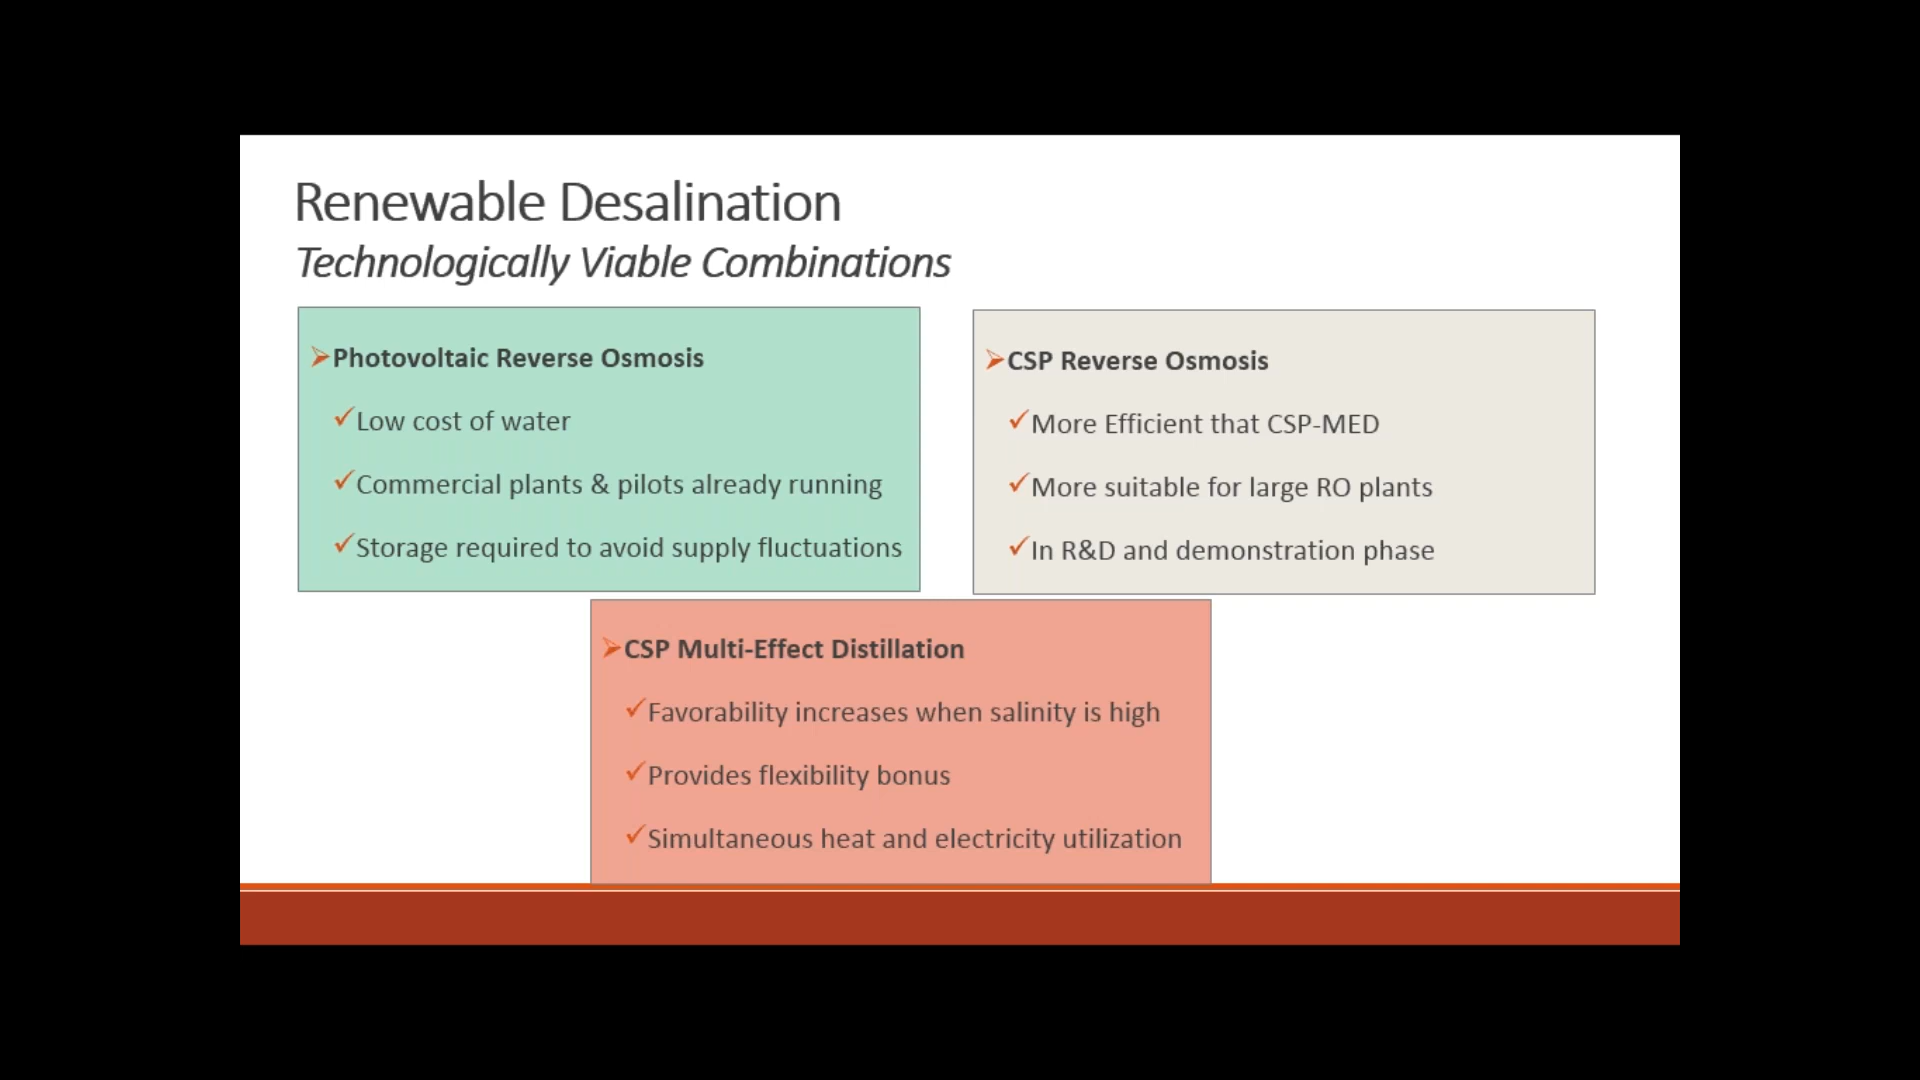 Renewable Desalination
Technologically Viable Combinations
Photovoltaic Reverse Osmosis
Low cost of water
Commercial plants & pilots already running
Storage required to avoid supply fluctuations
CSP Reverse Osmosis
More Efficient that CSP-MED
More suitable for large RO plants
In R&D and demonstration phase
CSP Multi-Effect Distillation
Favorability increases when salinity is high
Provides flexibility bonus
Simultaneous heat and electricity utilization